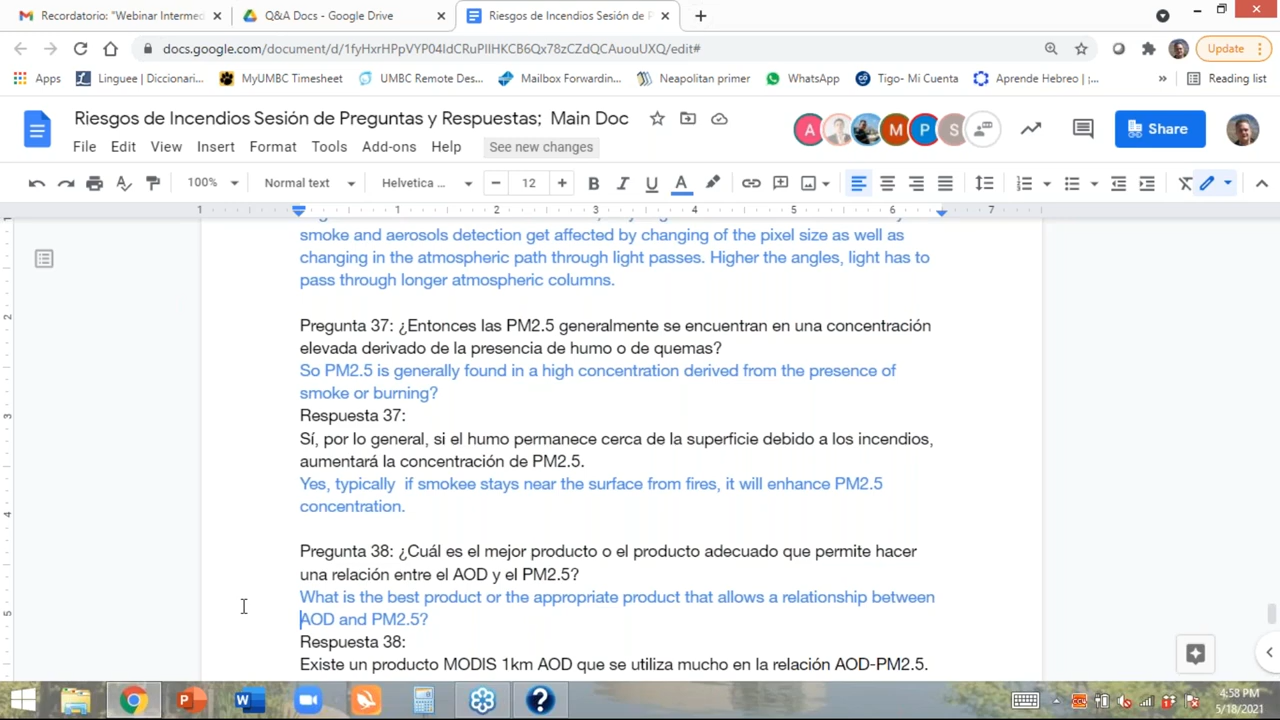 Recordatorio: "Webinar Intermed
Q&A Docs - Google Drive
Riesgos de Incendios Sesión de P
docs.google.com/document/d/1fyHxrHPpVYP04IdCRuPIIHKCB6Qx78zCZdQCAuouUXQ/edit#
Update
Apps
Linguee | Diccionari...
MyUMBC Timesheet
UMBC Remote Des...
Mailbox Forwardin...
Neapolitan primer
WhatsApp
Tigo- Mi Cuenta
Aprende Hebreo | ¡...
»
Reading list
Riesgos de Incendios Sesión de Preguntas y Respuestas; Main Doc
A M P S
Share
File Edit View Insert Format Tools Add-ons Help See new changes
100% Normal text Helvetica ... 12 B I U A
1 1 2 3 4 5 6 7
smoke and aerosols detection get affected by changing of the pixel size as well as
changing in the atmospheric path through light passes. Higher the angles, light has to
pass through longer atmospheric columns.
Pregunta 37: ¿Entonces las PM2.5 generalmente se encuentran en una concentración
elevada derivado de la presencia de humo o de quemas?
So PM2.5 is generally found in a high concentration derived from the presence of
smoke or burning?
Respuesta 37:
Sí, por lo general, si el humo permanece cerca de la superficie debido a los incendios,
aumentará la concentración de PM2.5.
Yes, typically  if smokee stays near the surface from fires, it will enhance PM2.5
concentration.
Pregunta 38: ¿Cuál es el mejor producto o el producto adecuado que permite hacer
una relación entre el AOD y el PM2.5?
What is the best product or the appropriate product that allows a relationship between
AOD and PM2.5?
Respuesta 38:
Existe un producto MODIS 1km AOD que se utiliza mucho en la relación AOD-PM2.5.
4:58 PM
5/18/2021